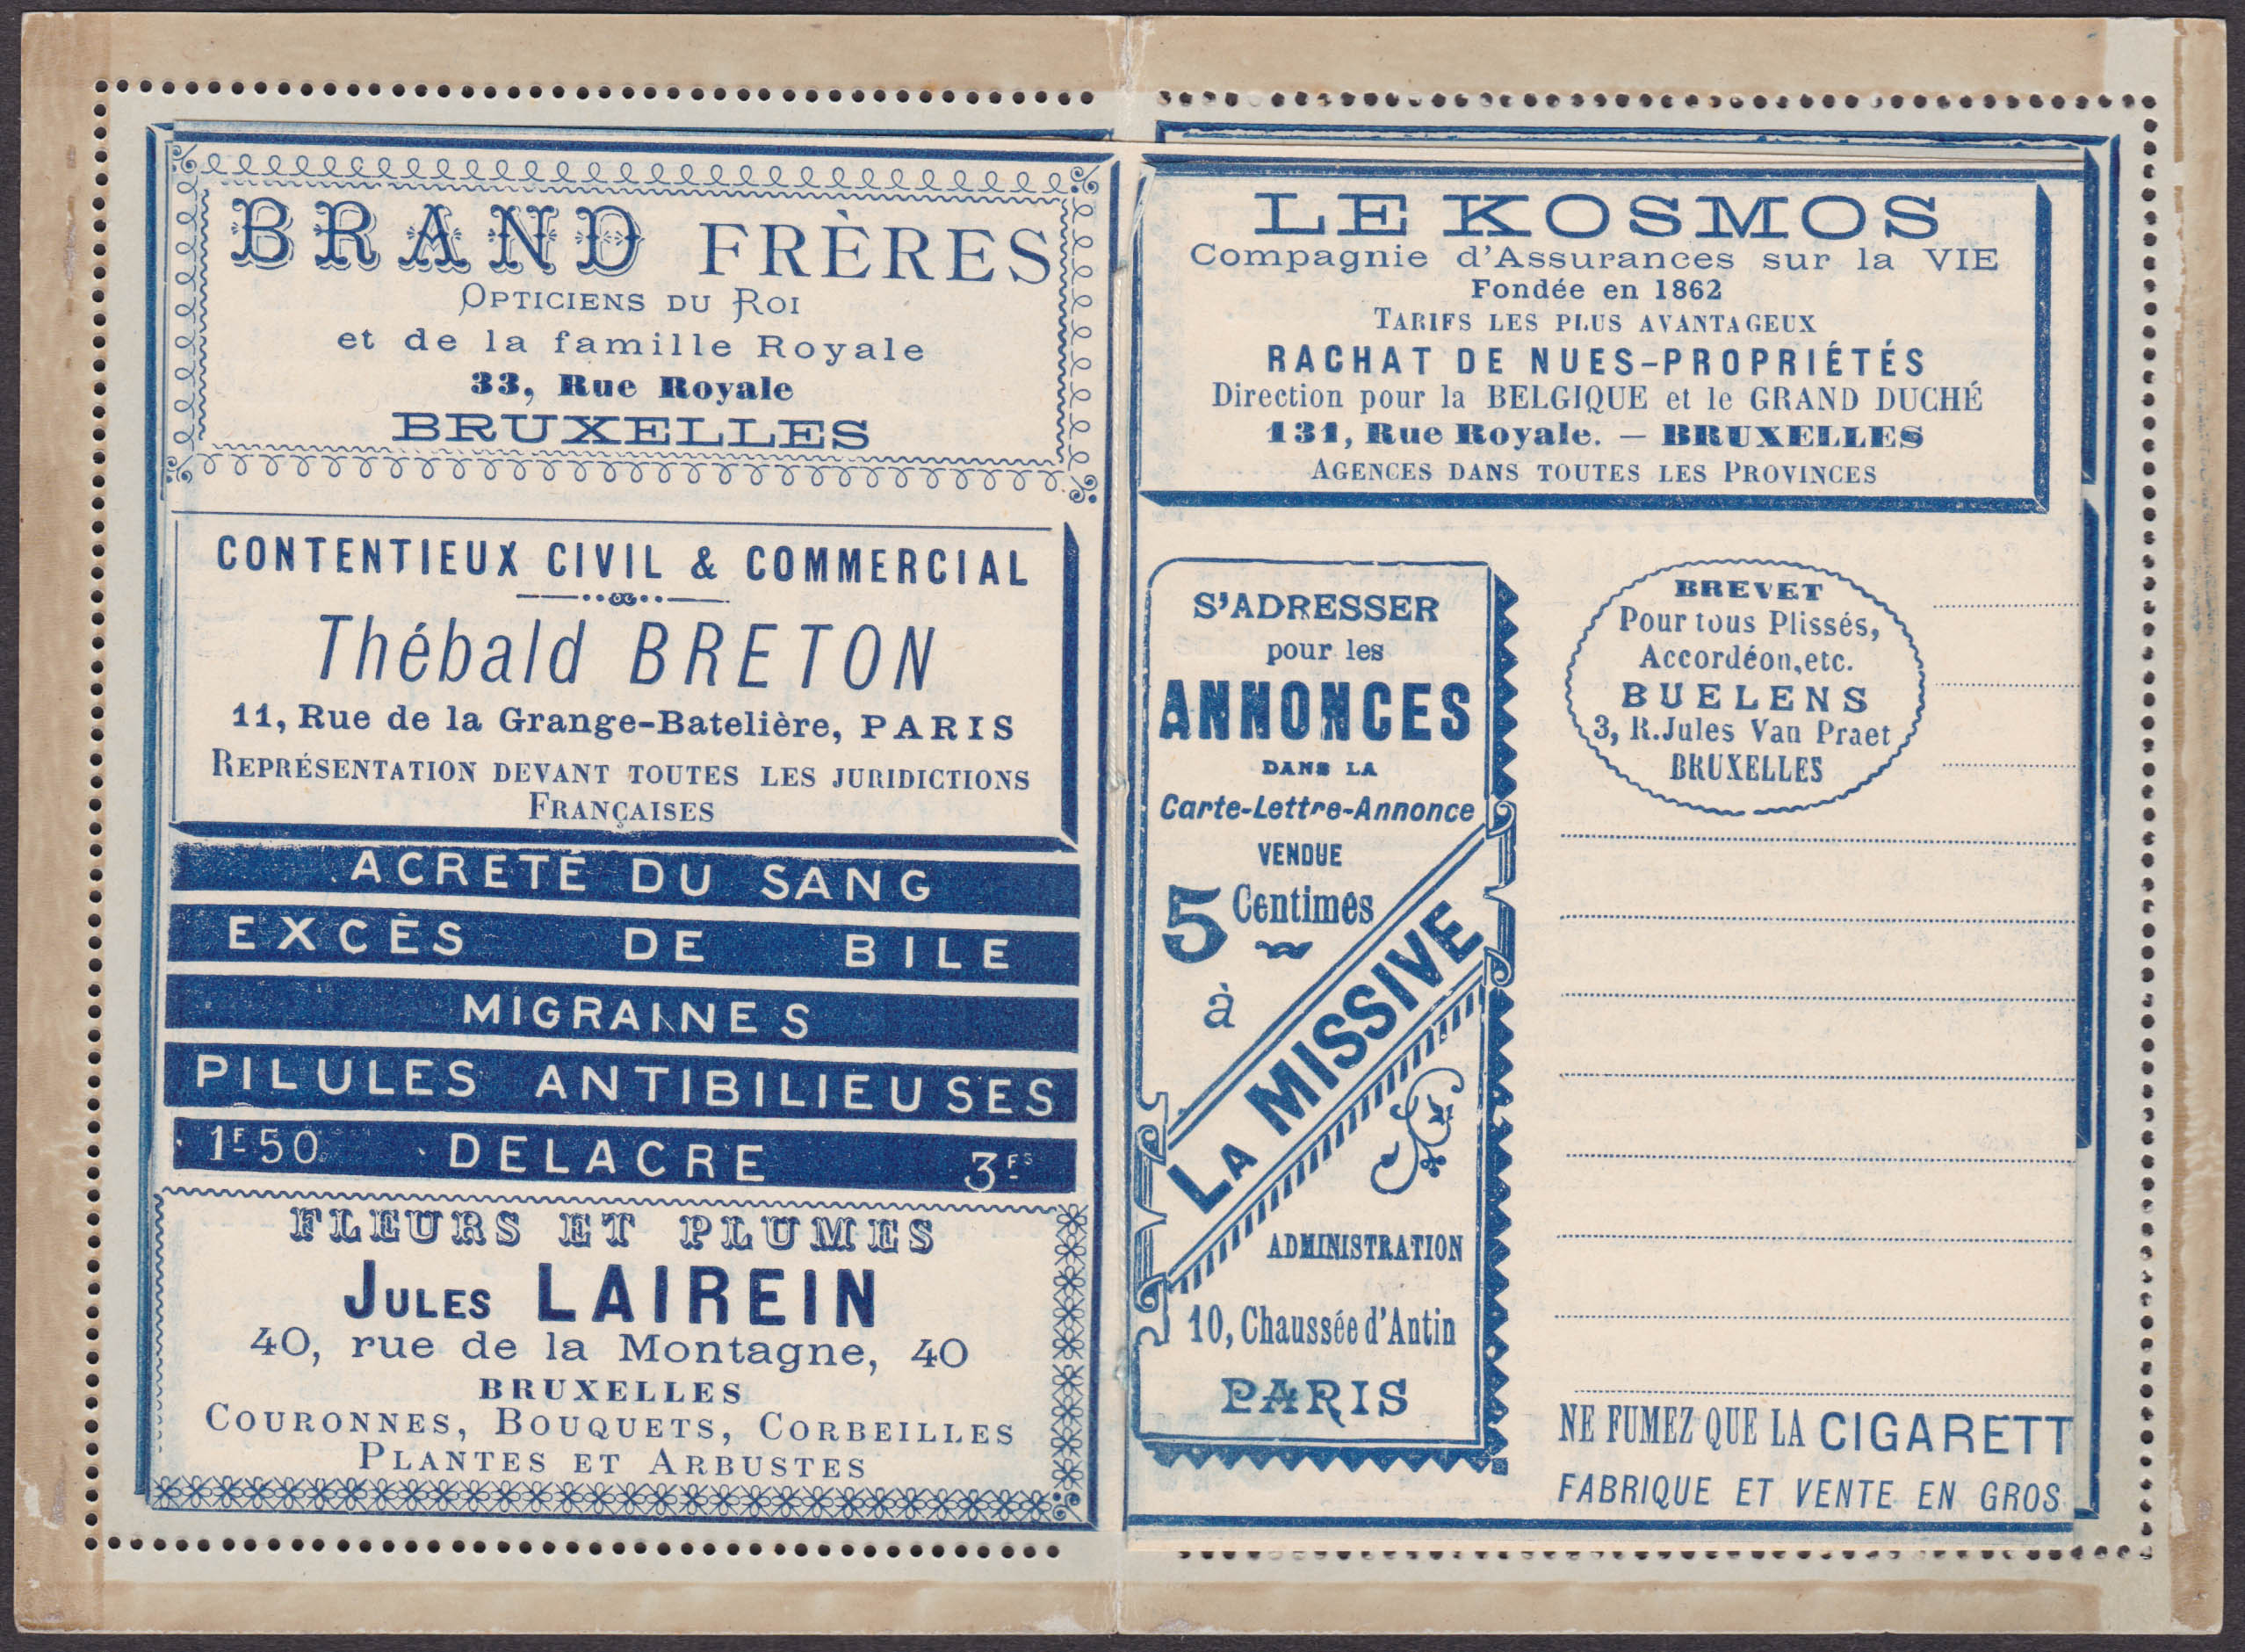 BRAND FRÈRES
OPTICIENS DU ROI
et de la famille Royale
33, Rue Royale
BRUXELLES
CONTENTIEUX CIVIL & COMMERCIAL
Thébald BRETON
11, Rue de la Grange-Batelière, PARIS
REPRÉSENTATION DEVANT TOUTES LES JURIDICTIONS
FRANÇAISES
ACRETÉ DU SANG
EXCÈS DE BILE
MIGRAINES
PILULES ANTIBILIEUSES
1F 50 DELACRE 3FS
FLEURS ET PLUMES
JULES LAIREIN
40, rue de la Montagne, 40
BRUXELLES
COURONNES, BOUQUETS, CORBEILLES
PLANTES ET ARBUSTES
LE KOSMOS
Compagnie d'Assurances sur la VIE
Fondée en 1862
TARIFS LES PLUS AVANTAGEUX
RACHAT DE NUES-PROPRIÉTÉS
Direction pour la BELGIQUE et le GRAND DUCHÉ
131, Rue Royale. — BRUXELLES
AGENCES DANS TOUTES LES PROVINCES
S'ADRESSER
pour les
ANNONCES
DANS LA
Carte-Lettre-Annonce
VENDUE
5 Centimes
à
LA MISSIVE
ADMINISTRATION
10, Chaussée d'Antin
PARIS
BREVET
Pour tous Plissés,
Accordéon, etc.
BUELENS
3, R. Jules Van Praet
BRUXELLES
NE FUMEZ QUE LA CIGARETT
FABRIQUE ET VENTE EN GROS